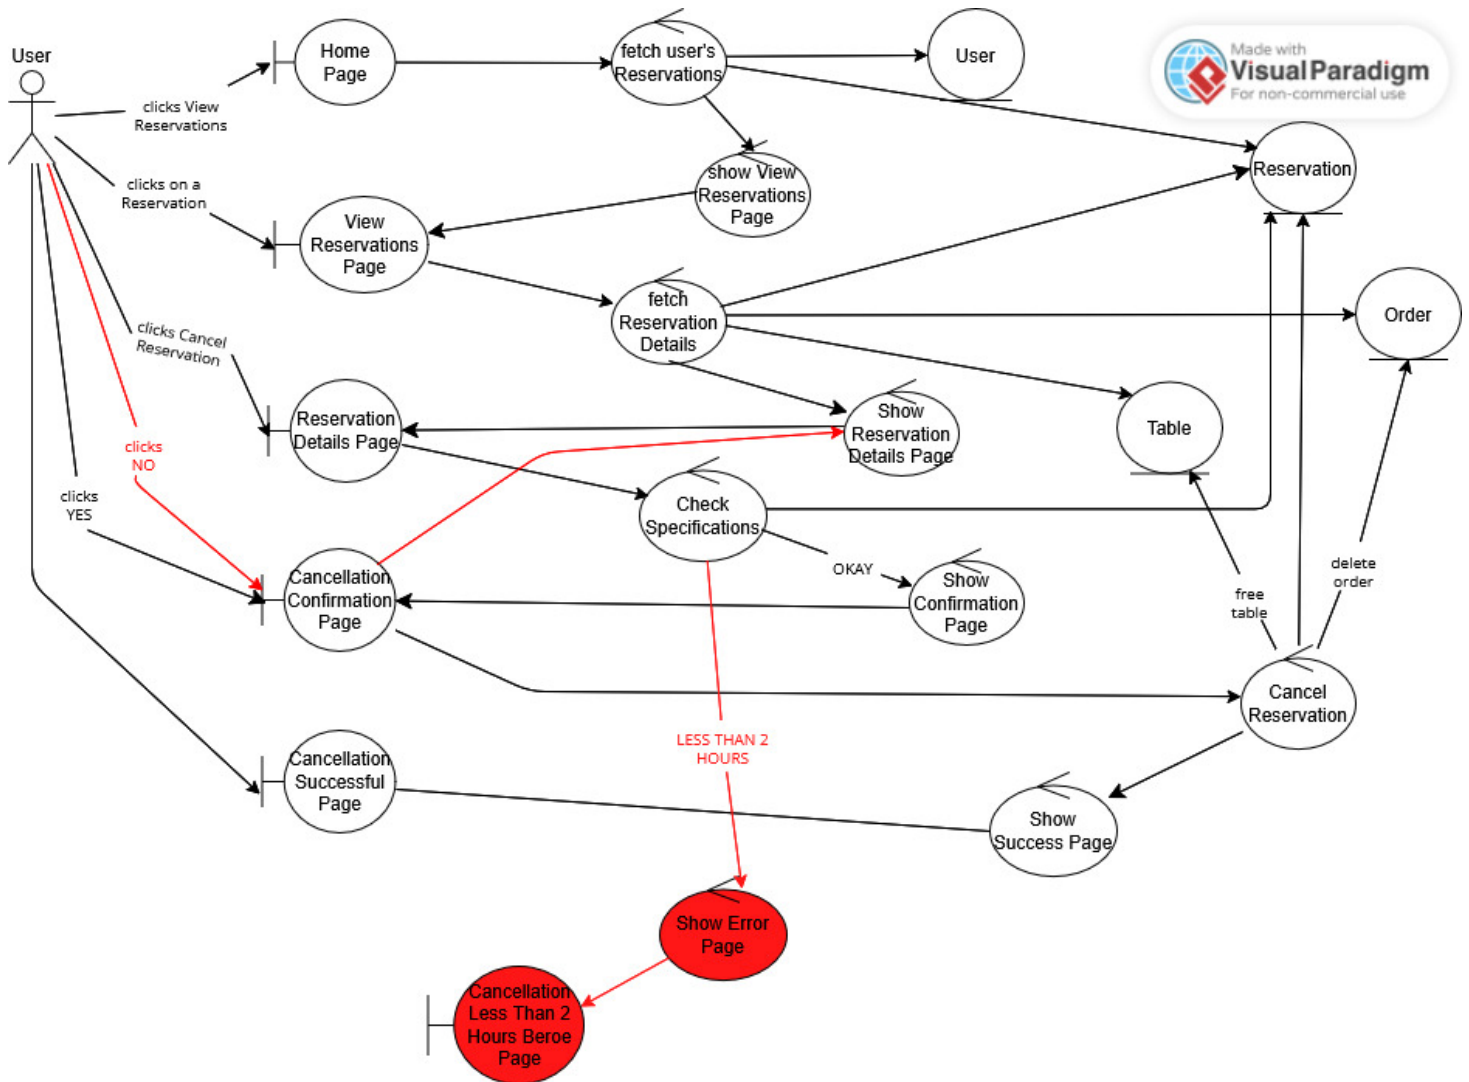 User
Home
Page
fetch user's
Reservations
User
Made with
Visual Paradigm
For non-commercial use
clicks View
Reservations
Reservation
show View
Reservations
Page
clicks on a
Reservation
View
Reservations
Page
fetch
Reservation
Details
Order
clicks Cancel
Reservation
Reservation
Details Page
Show
Reservation
Details Page
Table
clicks
NO
clicks
YES
Check
Specifications
OKAY
Cancellation
Confirmation
Page
Show
Confirmation
Page
free
table
delete
order
Cancel
Reservation
LESS THAN 2
HOURS
Cancellation
Successful
Page
Show
Success Page
Show Error
Page
Cancellation
Less Than 2
Hours Beroe
Page